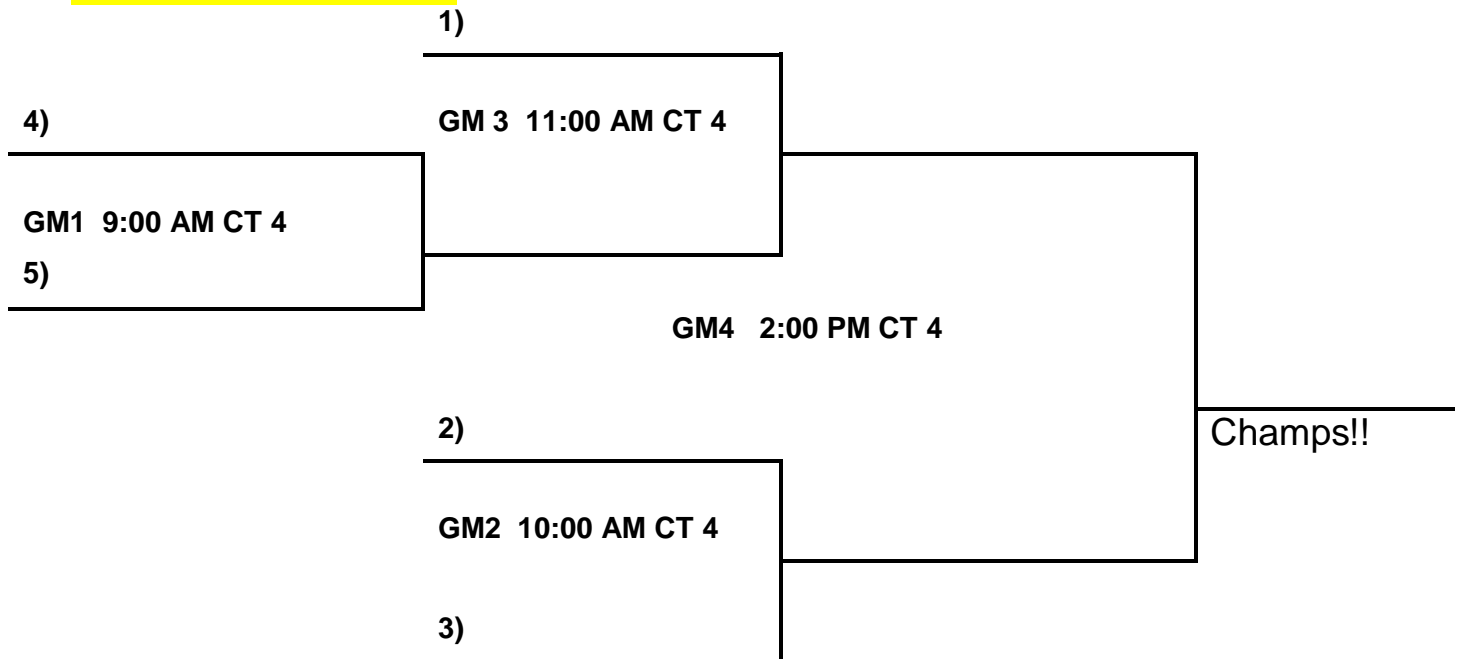 1)
4)
GM 3 11:00 AM CT 4
GM1 9:00 AM CT 4
5)
GM4 2:00 PM CT 4
2)
Champs!!
GM2 10:00 AM CT 4
3)